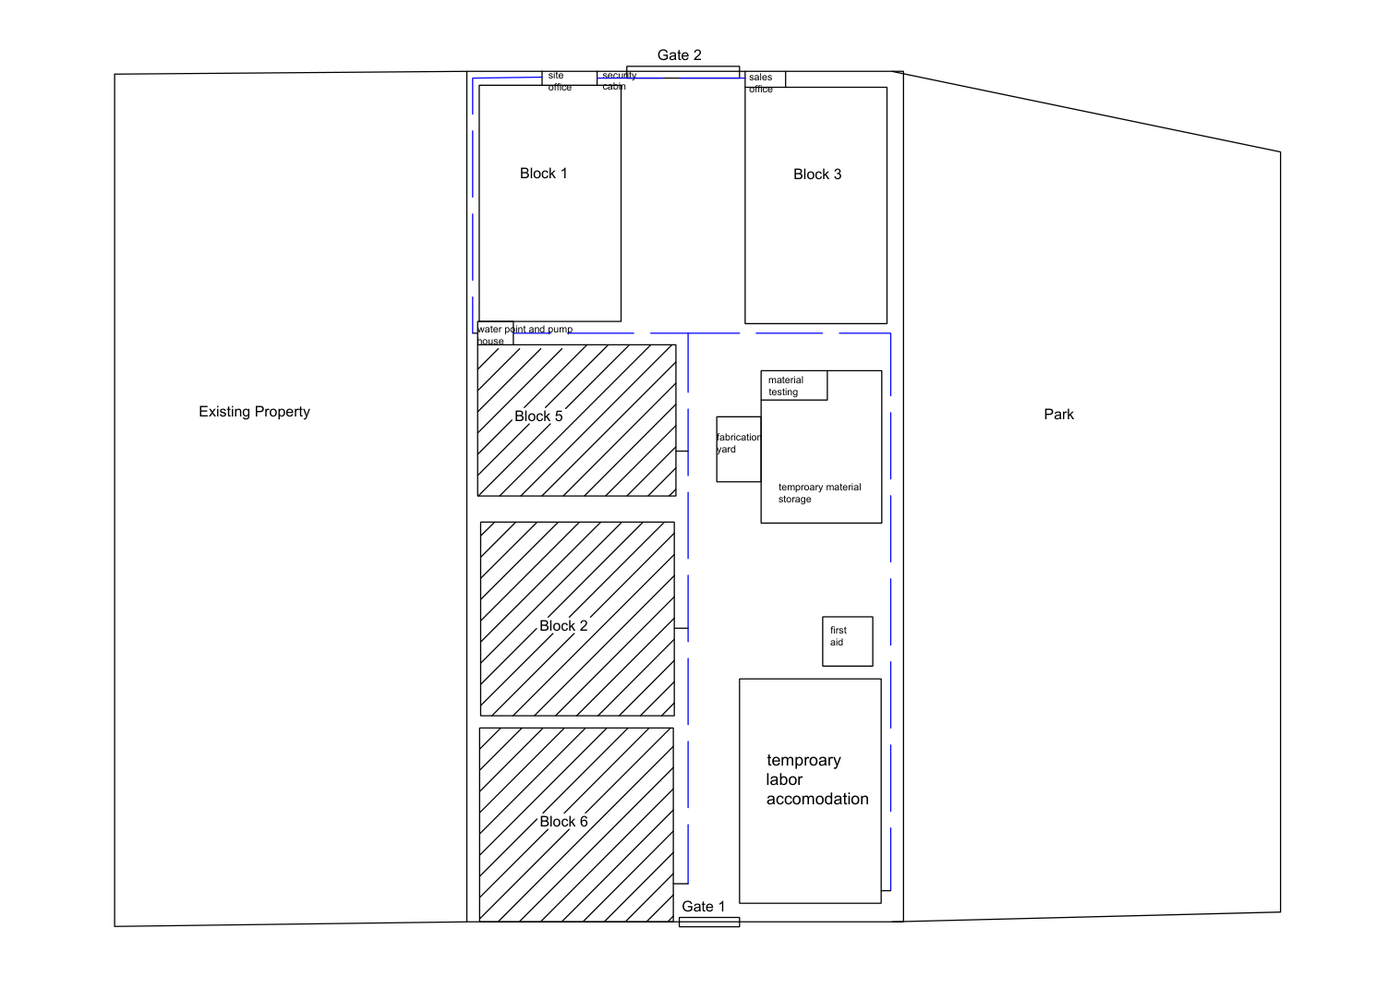 Gate 2
site
office
security
cabin
sales
office
Block 1
Block 3
water point and pump
house
material
testing
Existing Property
Block 5
Park
fabrication
yard
temproary material
storage
Block 2
first
aid
temproary
labor
accomodation
Block 6
Gate 1